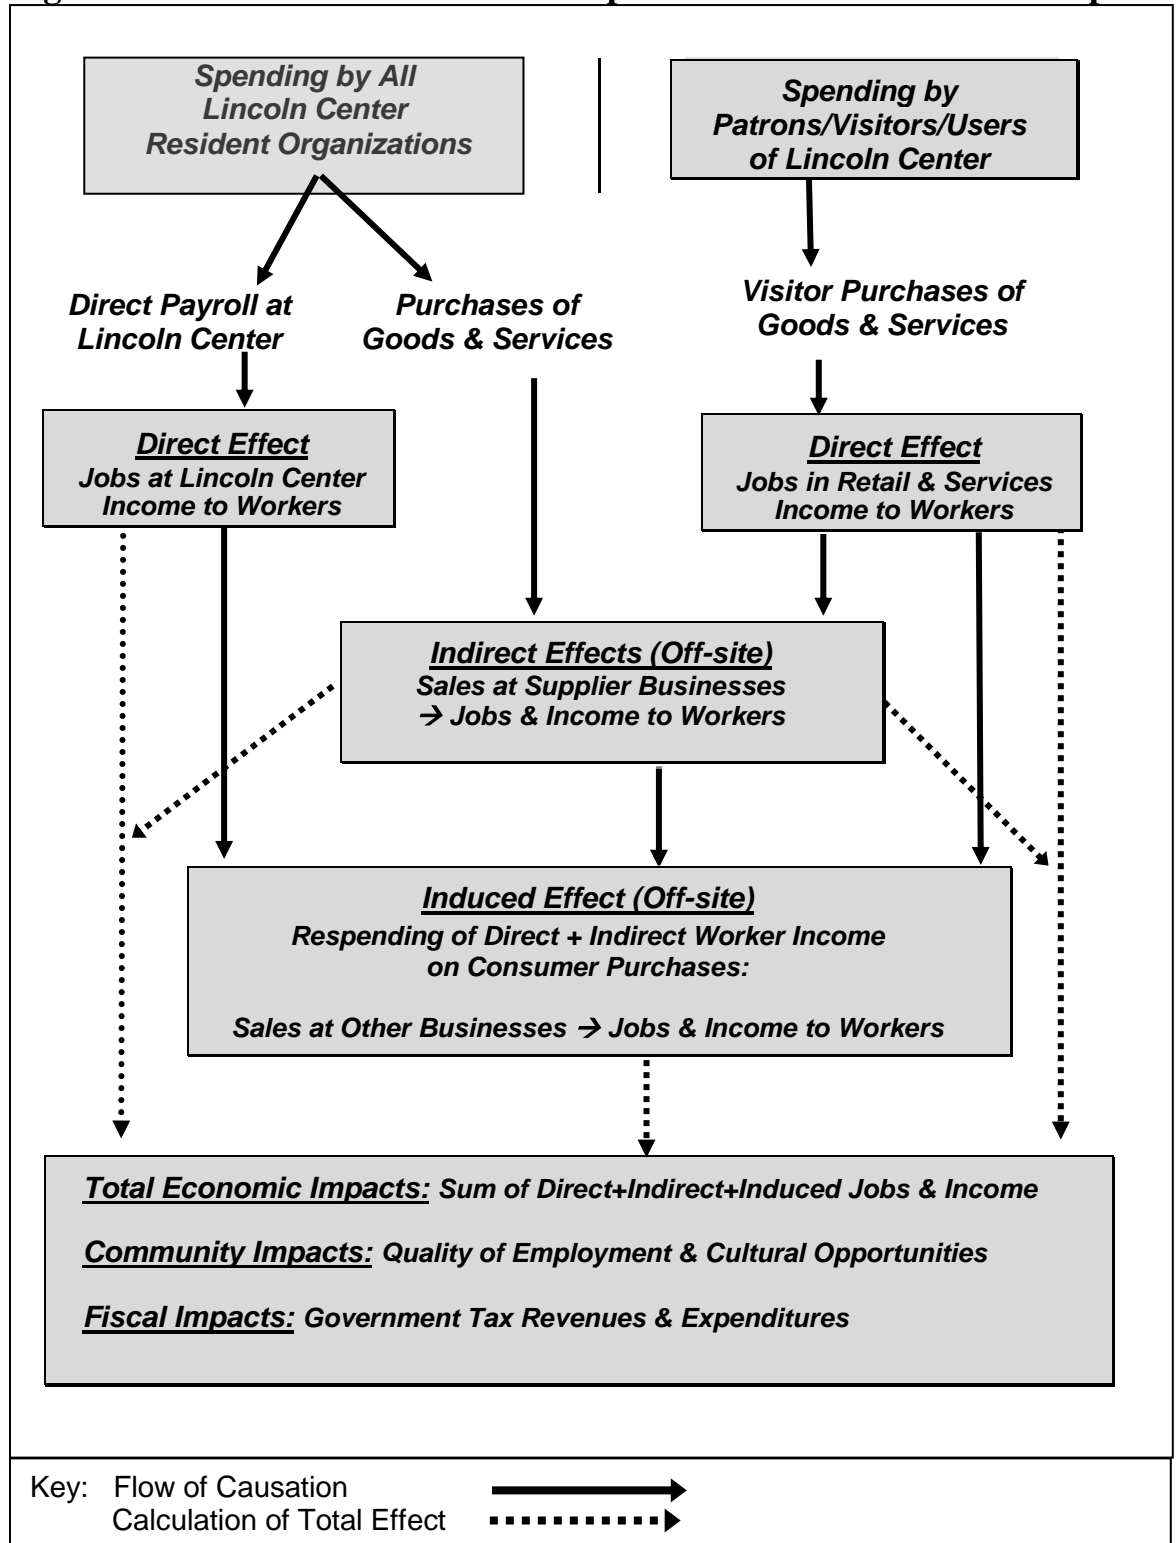 Spending by All
Lincoln Center
Resident Organizations
Spending by
Patrons/Visitors/Users
of Lincoln Center
Direct Payroll at
Lincoln Center
Purchases of
Goods & Services
Visitor Purchases of
Goods & Services
Direct Effect
Jobs at Lincoln Center
Income to Workers
Direct Effect
Jobs in Retail & Services
Income to Workers
Indirect Effects (Off-site)
Sales at Supplier Businesses
→ Jobs & Income to Workers
Induced Effect (Off-site)
Respending of Direct + Indirect Worker Income
on Consumer Purchases:
Sales at Other Businesses → Jobs & Income to Workers
Total Economic Impacts: Sum of Direct+Indirect+Induced Jobs & Income
Community Impacts: Quality of Employment & Cultural Opportunities
Fiscal Impacts: Government Tax Revenues & Expenditures
Key: Flow of Causation
Calculation of Total Effect